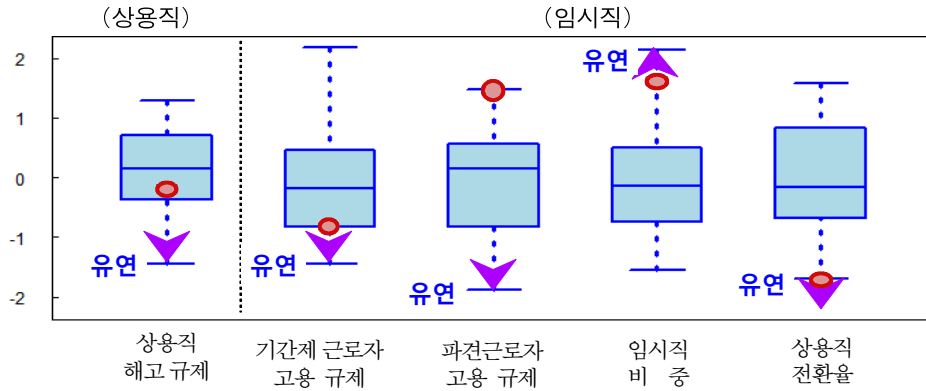 (상용직)
(임시직)
2
1
0
-1
-2
유연
유연
유연
유연
유연
상용직
해고 규제
기간제 근로자
고용 규제
파견근로자
고용 규제
임시직
비 중
상용직
전환율